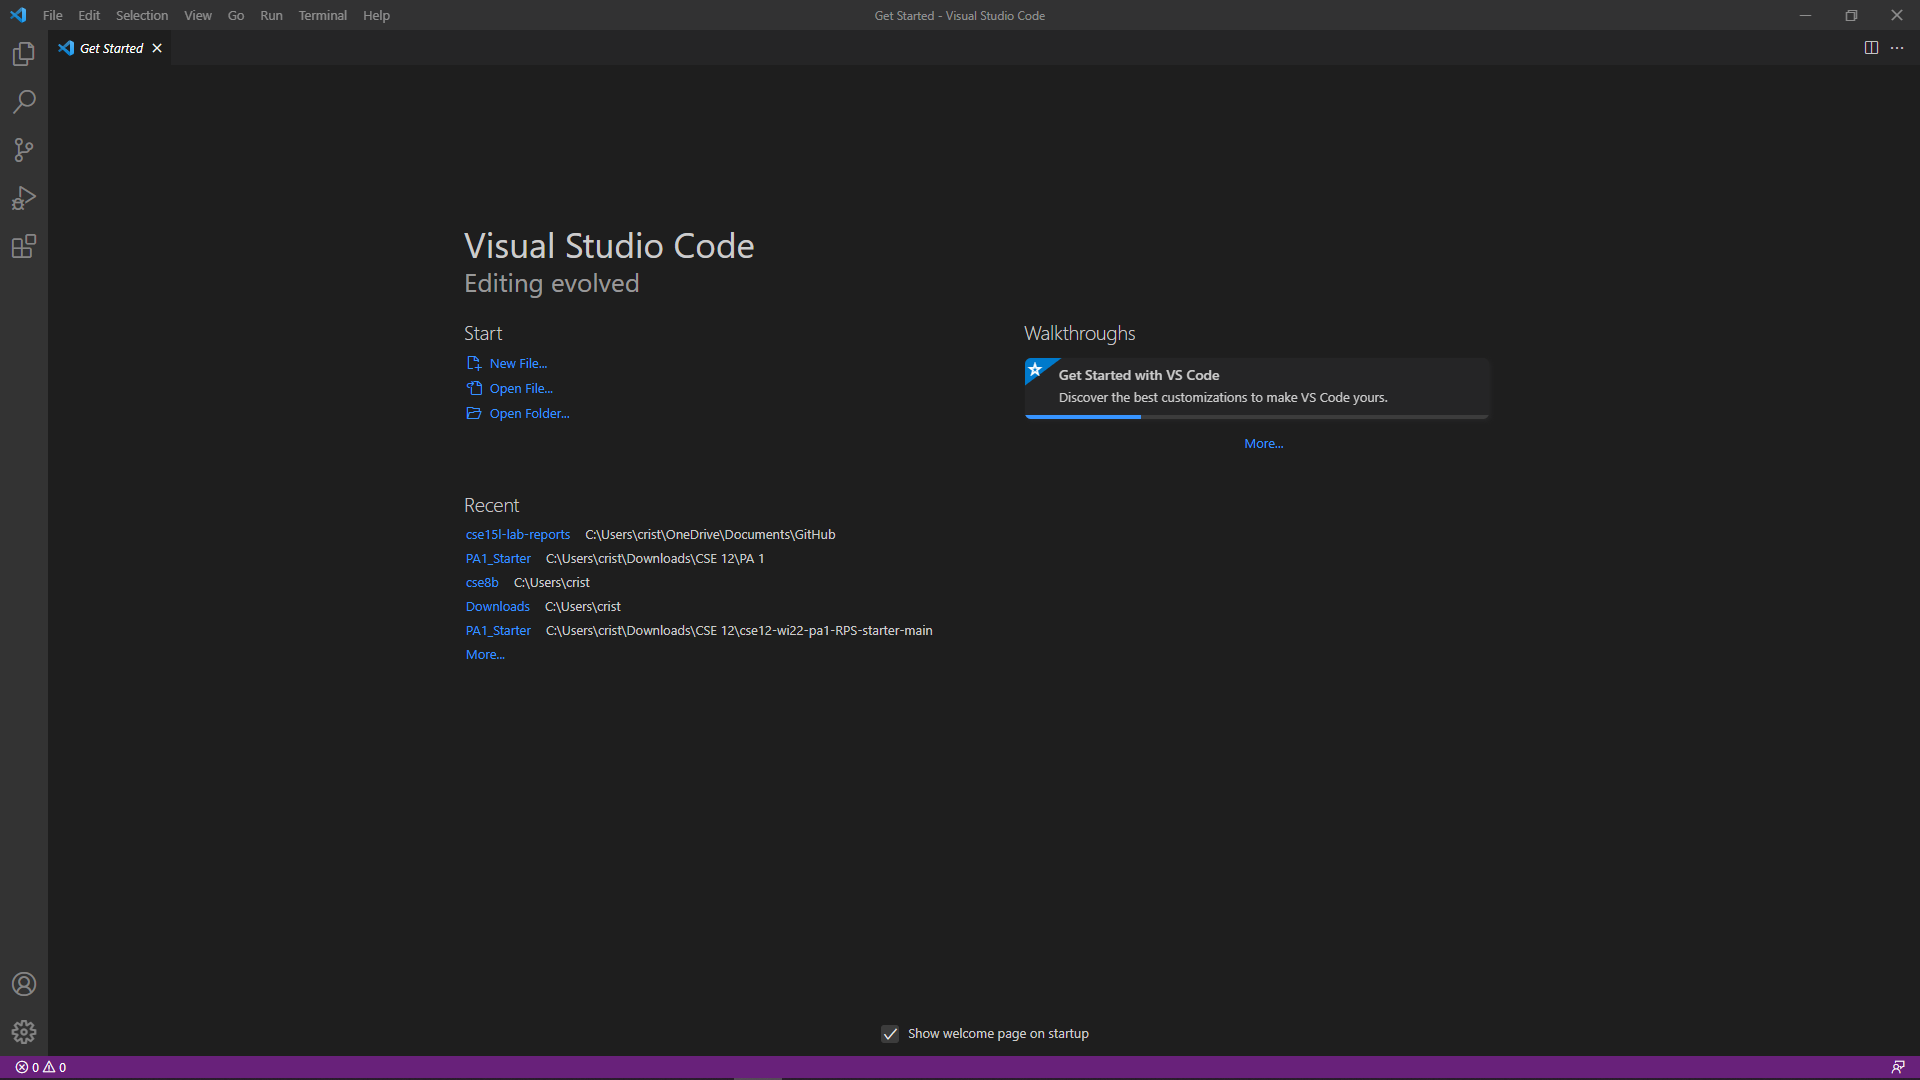 File Edit Selection View Go Run Terminal Help Get Started - Visual Studio Code
Get Started
Visual Studio Code
Editing evolved
Start
New File...
Open File...
Open Folder...
Walkthroughs
Get Started with VS Code
Discover the best customizations to make VS Code yours.
More...
Recent
cse15l-lab-reports C:\Users\crist\OneDrive\Documents\GitHub
PA1_Starter C:\Users\crist\Downloads\CSE 12\PA 1
cse8b C:\Users\crist
Downloads C:\Users\crist
PA1_Starter C:\Users\crist\Downloads\CSE 12\cse12-wi22-pa1-RPS-starter-main
More...
Show welcome page on startup
0 0